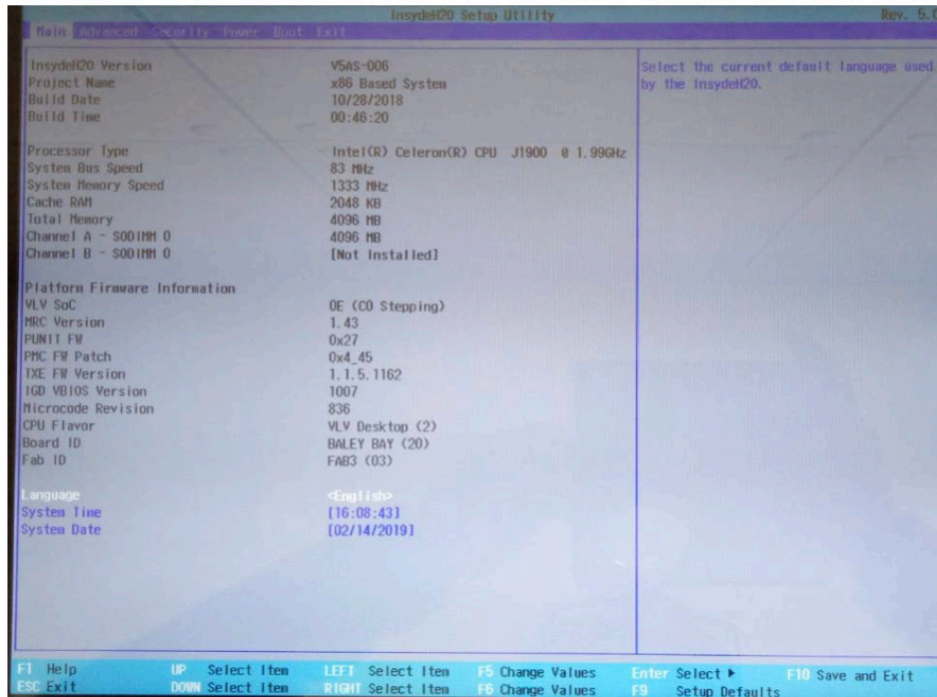 InsydeH20 Setup Utility Rev. 5.0
Main Advanced Security Power Boot Exit
InsydeH20 Version V5AS-006
Project Name x86 Based System
Build Date 10/28/2018
Build Time 00:46:20
Processor Type Intel(R) Celeron(R) CPU J1900 @ 1.99GHz
System Bus Speed 83 MHz
System Memory Speed 1333 MHz
Cache RAM 2048 KB
Total Memory 4096 MB
Channel A - SODIMM 0 4096 MB
Channel B - SODIMM 0 [Not Installed]
Platform Firmware Information
VLV SoC 0E (C0 Stepping)
MRC Version 1.43
PUNIT FW 0x27
PMC FW Patch 0x4_45
TXE FW Version 1.1.5.1162
IGD VBIOS Version 1007
Microcode Revision 836
CPU Flavor VLV Desktop (2)
Board ID BALEY BAY (20)
Fab ID FAB3 (03)
Language <English>
System Time [16:08:43]
System Date [02/14/2019]
Select the current default language used
by the InsydeH20.
F1 Help UP Select Item LEFT Select Item F5 Change Values Enter Select ▶ F10 Save and Exit
ESC Exit DOWN Select Item RIGHT Select Item F6 Change Values F9 Setup Defaults